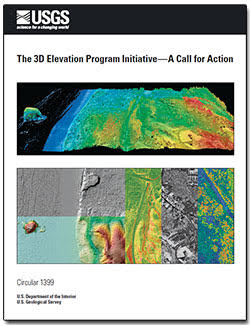 USGS
science for a changing world
The 3D Elevation Program Initiative—A Call for Action
Circular 1399
U.S. Department of the Interior
U.S. Geological Survey